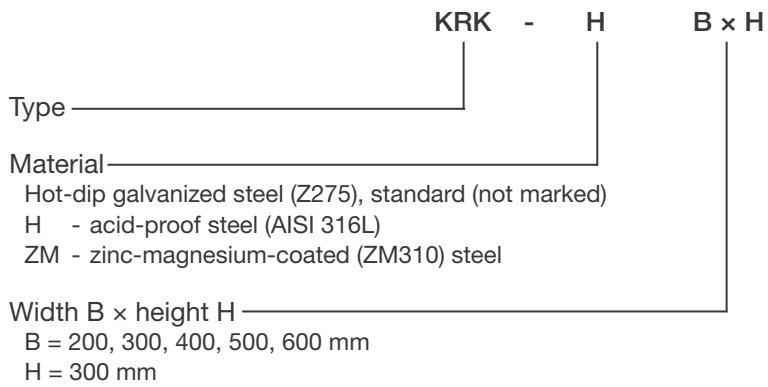 KRK - H B × H
Type
Material
Hot-dip galvanized steel (Z275), standard (not marked)
H - acid-proof steel (AISI 316L)
ZM - zinc-magnesium-coated (ZM310) steel
Width B × height H
B = 200, 300, 400, 500, 600 mm
H = 300 mm